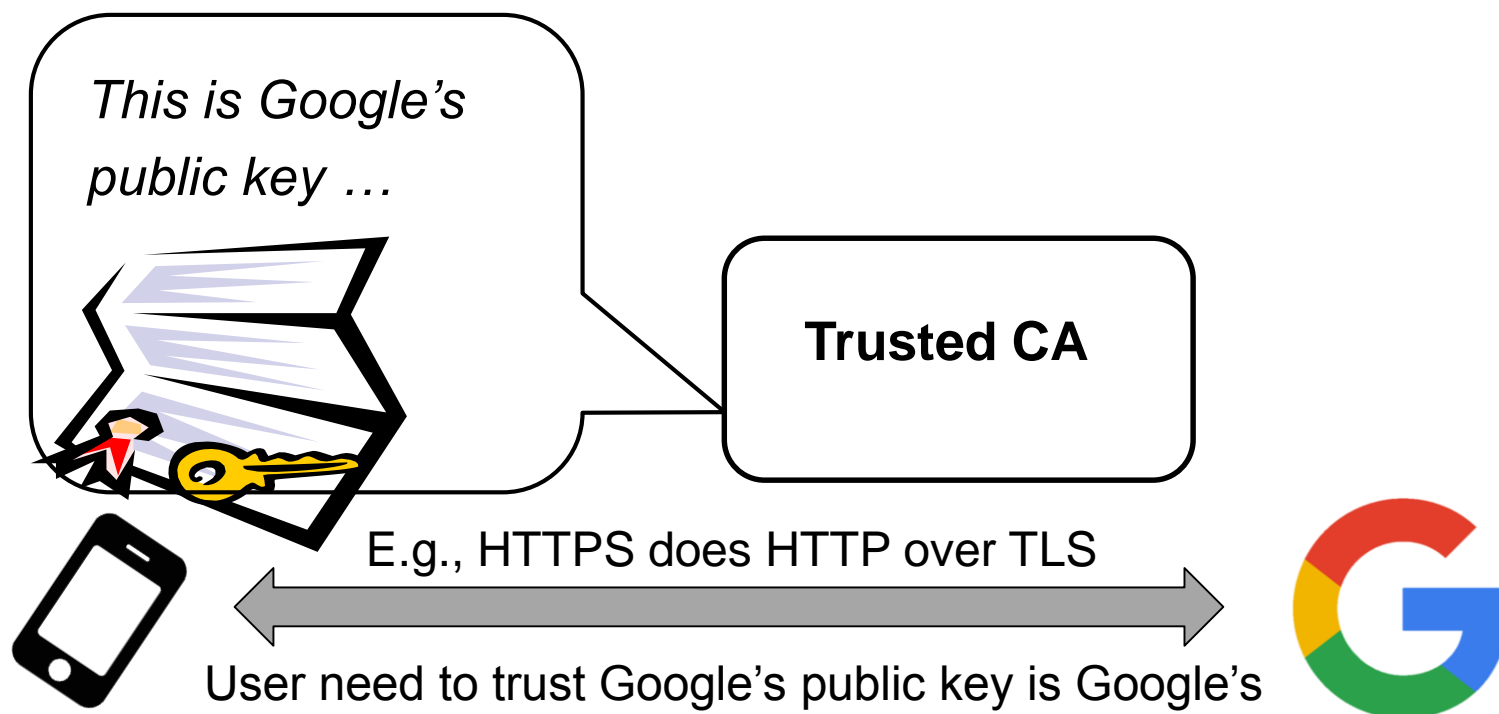 This is Google’s
public key …
Trusted CA
E.g., HTTPS does HTTP over TLS
User need to trust Google’s public key is Google’s